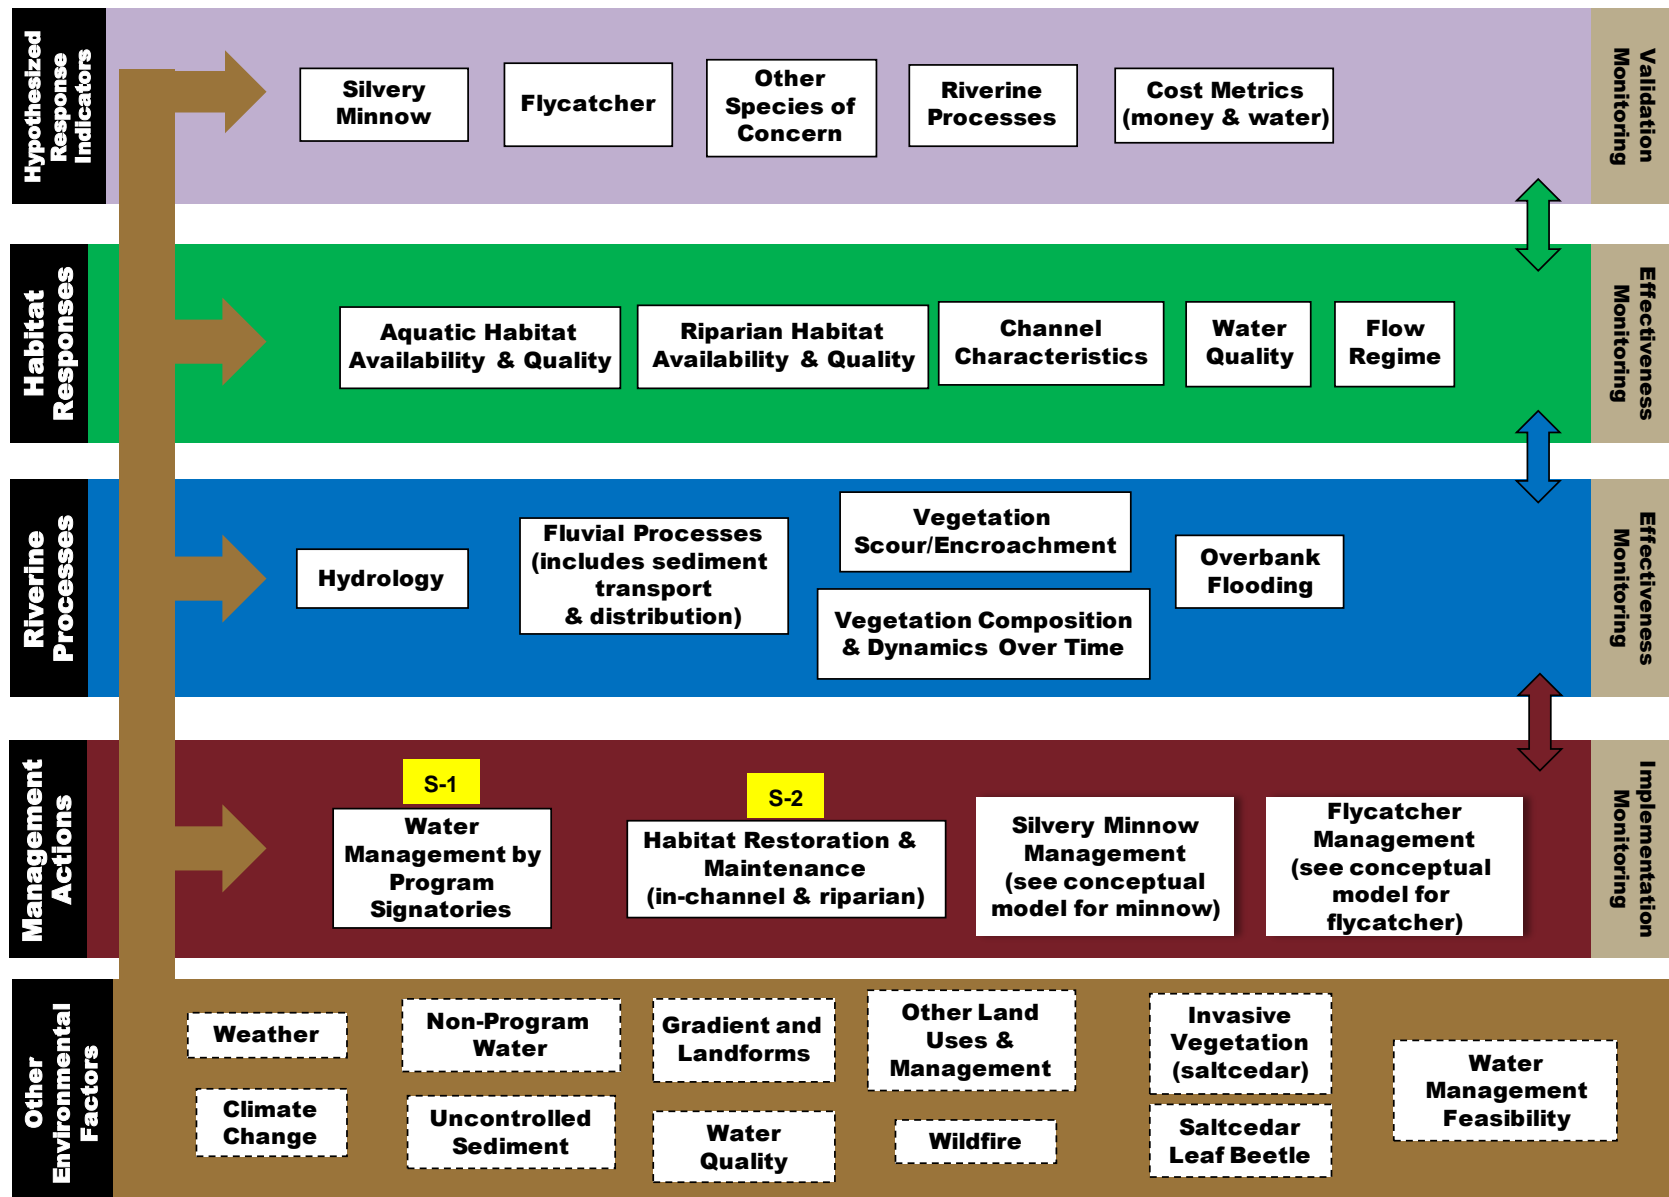 Hypothesized
Response
Indicators
Silvery
Minnow
Flycatcher
Other
Species of
Concern
Riverine
Processes
Cost Metrics
(money & water)
Validation
Monitoring
Habitat
Responses
Aquatic Habitat
Availability & Quality
Riparian Habitat
Availability & Quality
Channel
Characteristics
Water
Quality
Flow
Regime
Effectiveness
Monitoring
Riverine
Processes
Hydrology
Fluvial Processes
(includes sediment
transport
& distribution)
Vegetation
Scour/Encroachment
Vegetation Composition
& Dynamics Over Time
Overbank
Flooding
Effectiveness
Monitoring
Management
Actions
S-1
Water
Management by
Program
Signatories
S-2
Habitat Restoration &
Maintenance
(in-channel & riparian)
Silvery Minnow
Management
(see conceptual
model for minnow)
Flycatcher
Management
(see conceptual
model for
flycatcher)
Implementation
Monitoring
Other
Environmental
Factors
Weather
Climate
Change
Non-Program
Water
Uncontrolled
Sediment
Gradient and
Landforms
Water
Quality
Other Land
Uses &
Management
Wildfire
Invasive
Vegetation
(saltcedar)
Saltcedar
Leaf Beetle
Water
Management
Feasibility